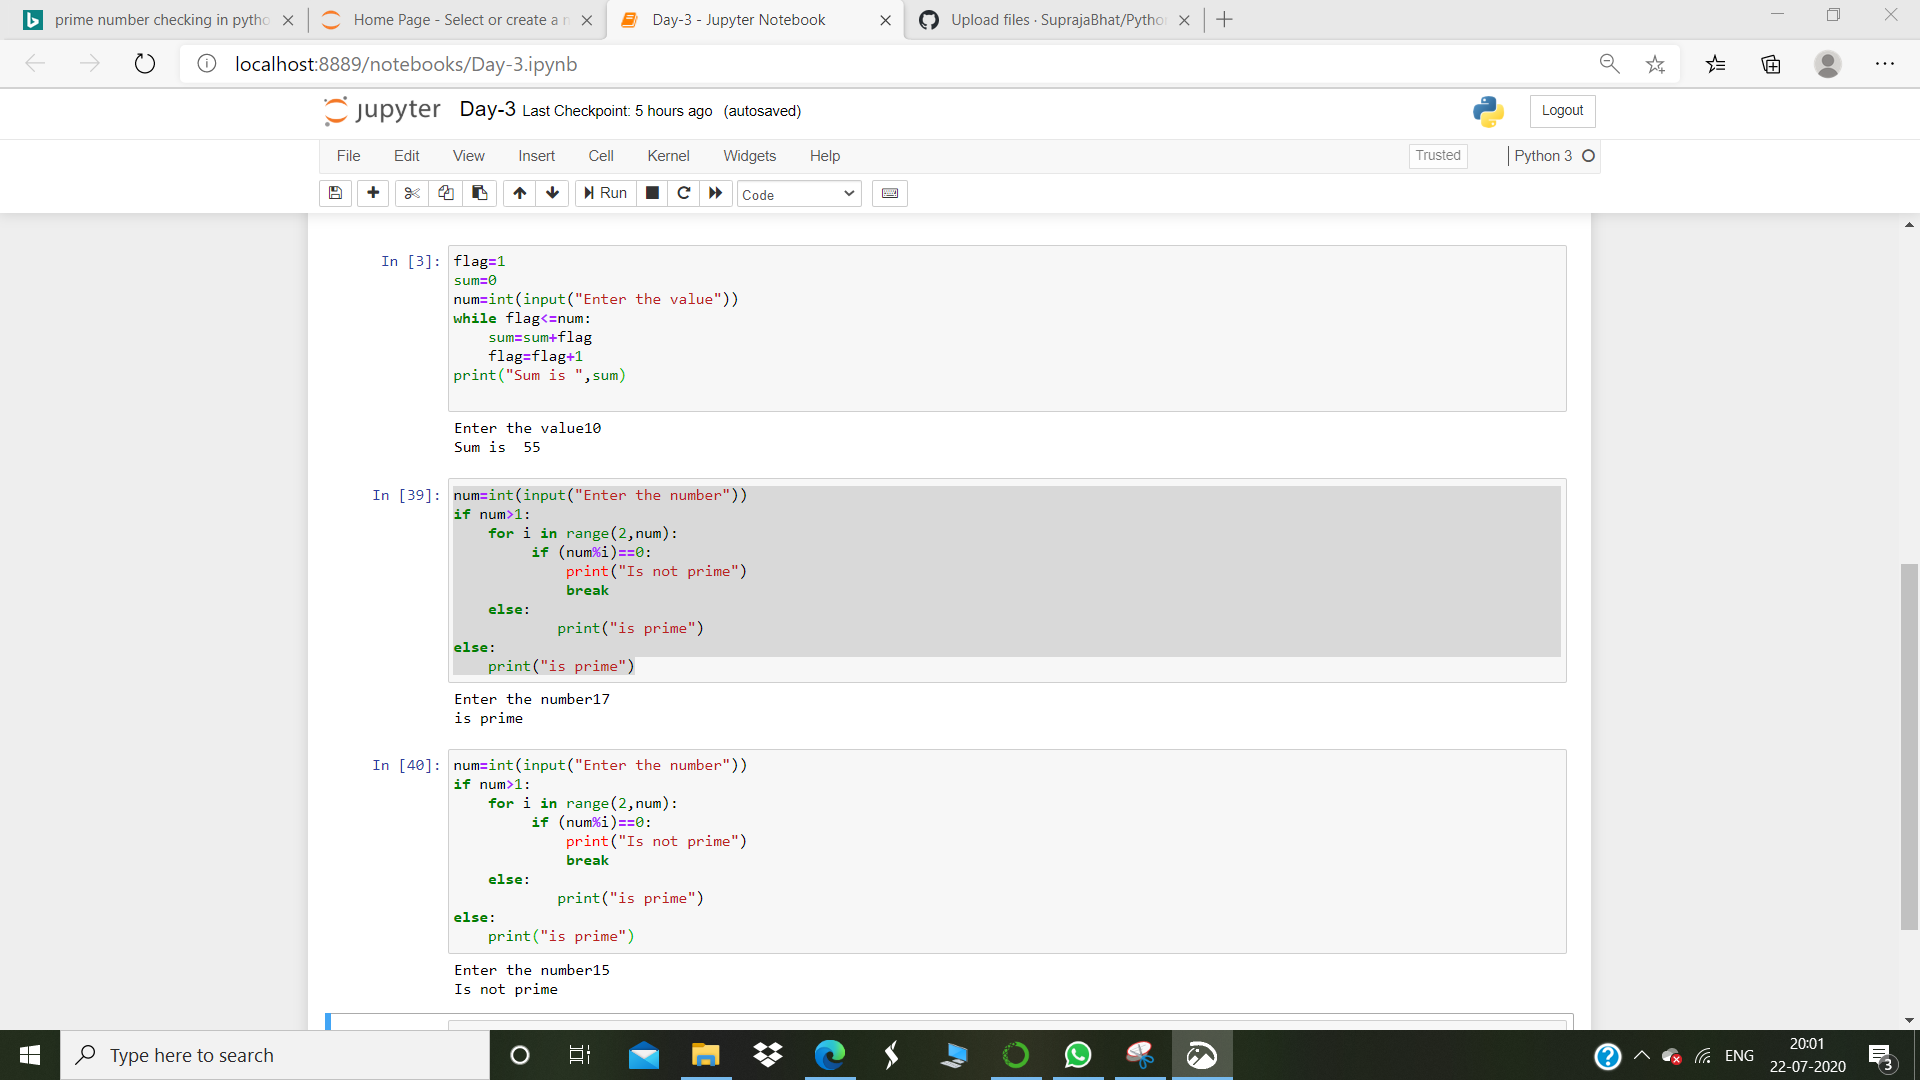 prime number checking in pytho
Home Page - Select or create a n
Day-3 - Jupyter Notebook
Upload files · SuprajaBhat/Pytho
localhost:8889/notebooks/Day-3.ipynb
jupyter Day-3 Last Checkpoint: 5 hours ago (autosaved)
Logout
File Edit View Insert Cell Kernel Widgets Help
Trusted
Python 3
Run
Code
In [3]: flag=1
sum=0
num=int(input("Enter the value"))
while flag<=num:
    sum=sum+flag
    flag=flag+1
print("Sum is ",sum)
Enter the value10
Sum is  55
In [39]: num=int(input("Enter the number"))
if num>1:
    for i in range(2,num):
         if (num%i)==0:
             print("Is not prime")
             break
    else:
            print("is prime")
else:
    print("is prime")
Enter the number17
is prime
In [40]: num=int(input("Enter the number"))
if num>1:
    for i in range(2,num):
         if (num%i)==0:
             print("Is not prime")
             break
    else:
            print("is prime")
else:
    print("is prime")
Enter the number15
Is not prime
Type here to search
ENG
20:01
22-07-2020
3